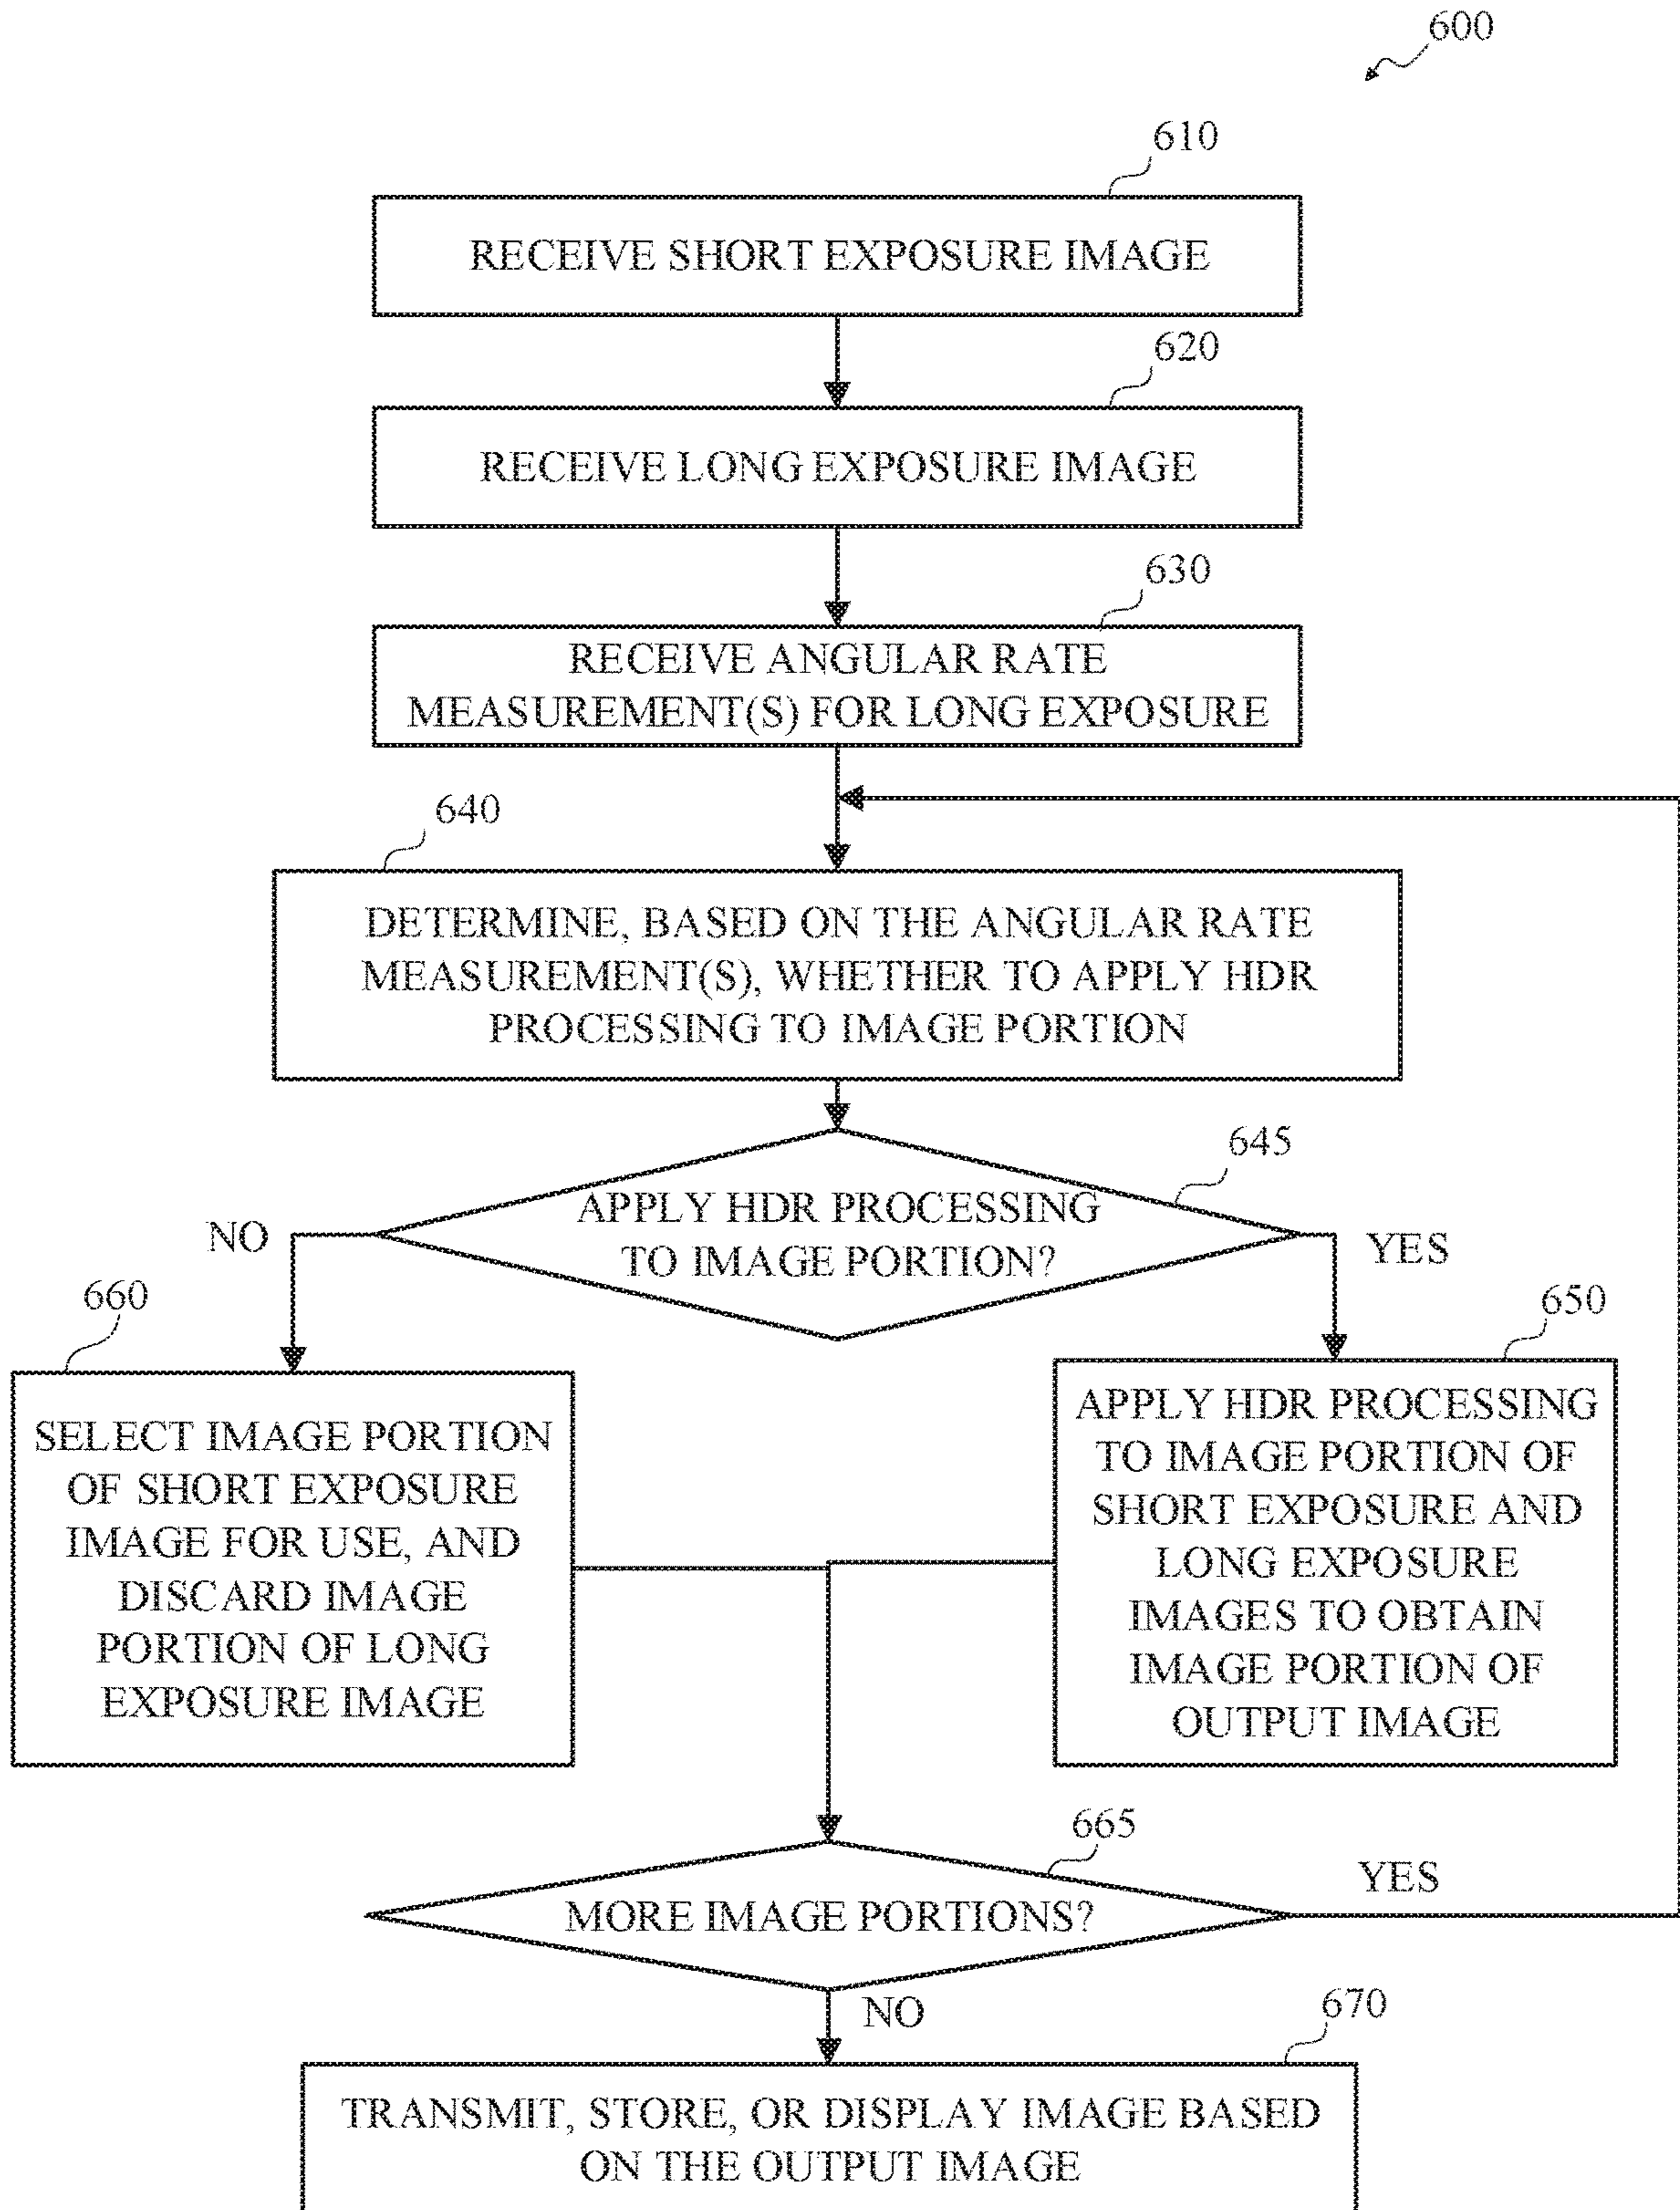 600
610
RECEIVE SHORT EXPOSURE IMAGE
620
RECEIVE LONG EXPOSURE IMAGE
630
RECEIVE ANGULAR RATE
MEASUREMENT(S) FOR LONG EXPOSURE
640
DETERMINE, BASED ON THE ANGULAR RATE
MEASUREMENT(S), WHETHER TO APPLY HDR
PROCESSING TO IMAGE PORTION
645
APPLY HDR PROCESSING
TO IMAGE PORTION?
NO
YES
660
SELECT IMAGE PORTION
OF SHORT EXPOSURE
IMAGE FOR USE, AND
DISCARD IMAGE
PORTION OF LONG
EXPOSURE IMAGE
650
APPLY HDR PROCESSING
TO IMAGE PORTION OF
SHORT EXPOSURE AND
LONG EXPOSURE
IMAGES TO OBTAIN
IMAGE PORTION OF
OUTPUT IMAGE
665
MORE IMAGE PORTIONS?
YES
NO
670
TRANSMIT, STORE, OR DISPLAY IMAGE BASED
ON THE OUTPUT IMAGE